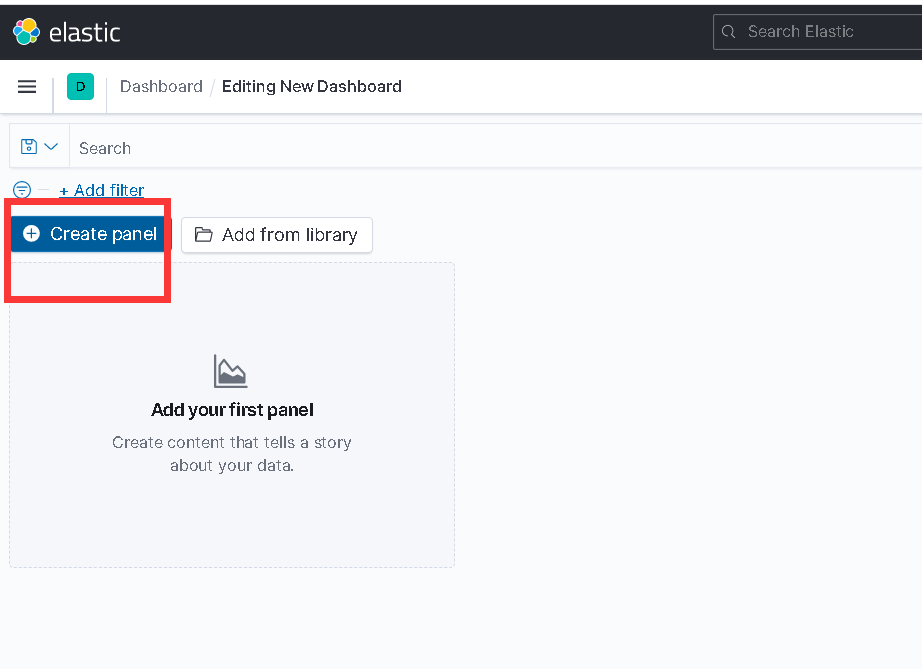 elastic
Search Elastic
D
Dashboard / Editing New Dashboard
Search
+ Add filter
Create panel
Add from library
Add your first panel
Create content that tells a story
about your data.